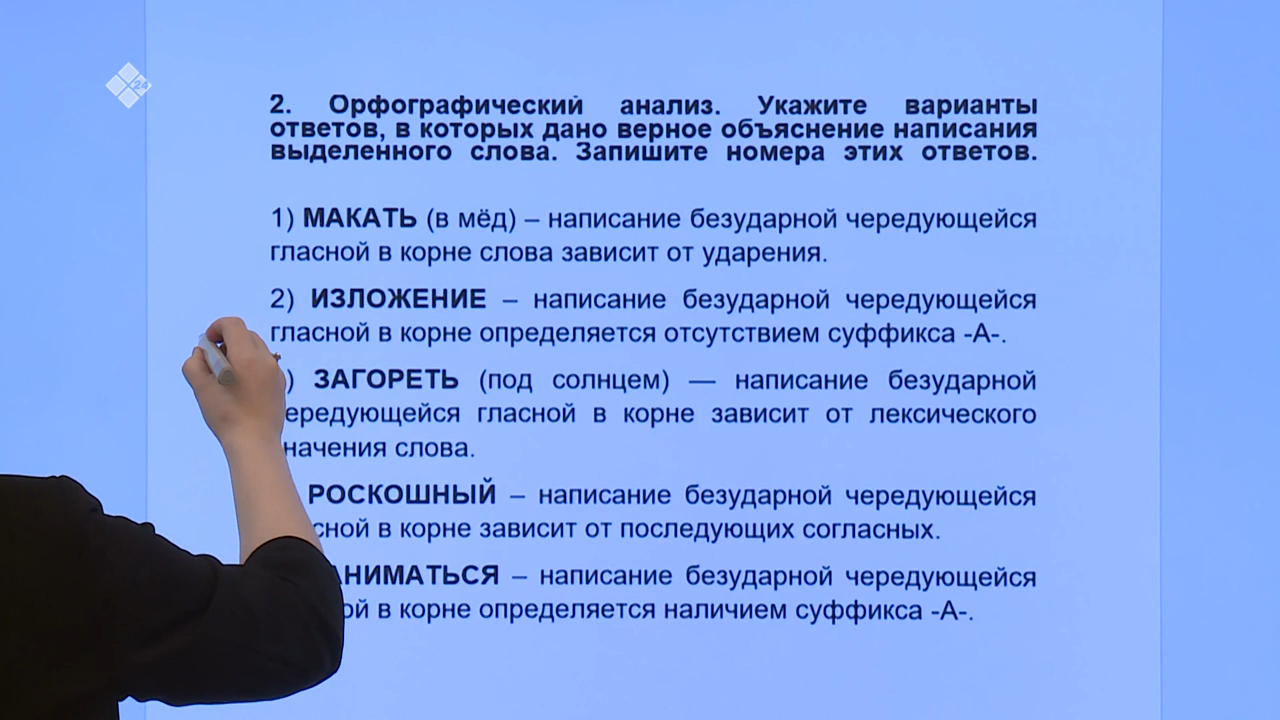 24
2. Орфографический анализ. Укажите варианты
ответов, в которых дано верное объяснение написания
выделенного слова. Запишите номера этих ответов.
1) МАКАТЬ (в мёд) – написание безударной чередующейся
гласной в корне слова зависит от ударения.
2) ИЗЛОЖЕНИЕ – написание безударной чередующейся
гласной в корне определяется отсутствием суффикса -А-.
) ЗАГОРЕТЬ (под солнцем) — написание безударной
ередующейся гласной в корне зависит от лексического
начения слова.
РОСКОШНЫЙ – написание безударной чередующейся
сной в корне зависит от последующих согласных.
АНИМАТЬСЯ – написание безударной чередующейся
ой в корне определяется наличием суффикса -А-.